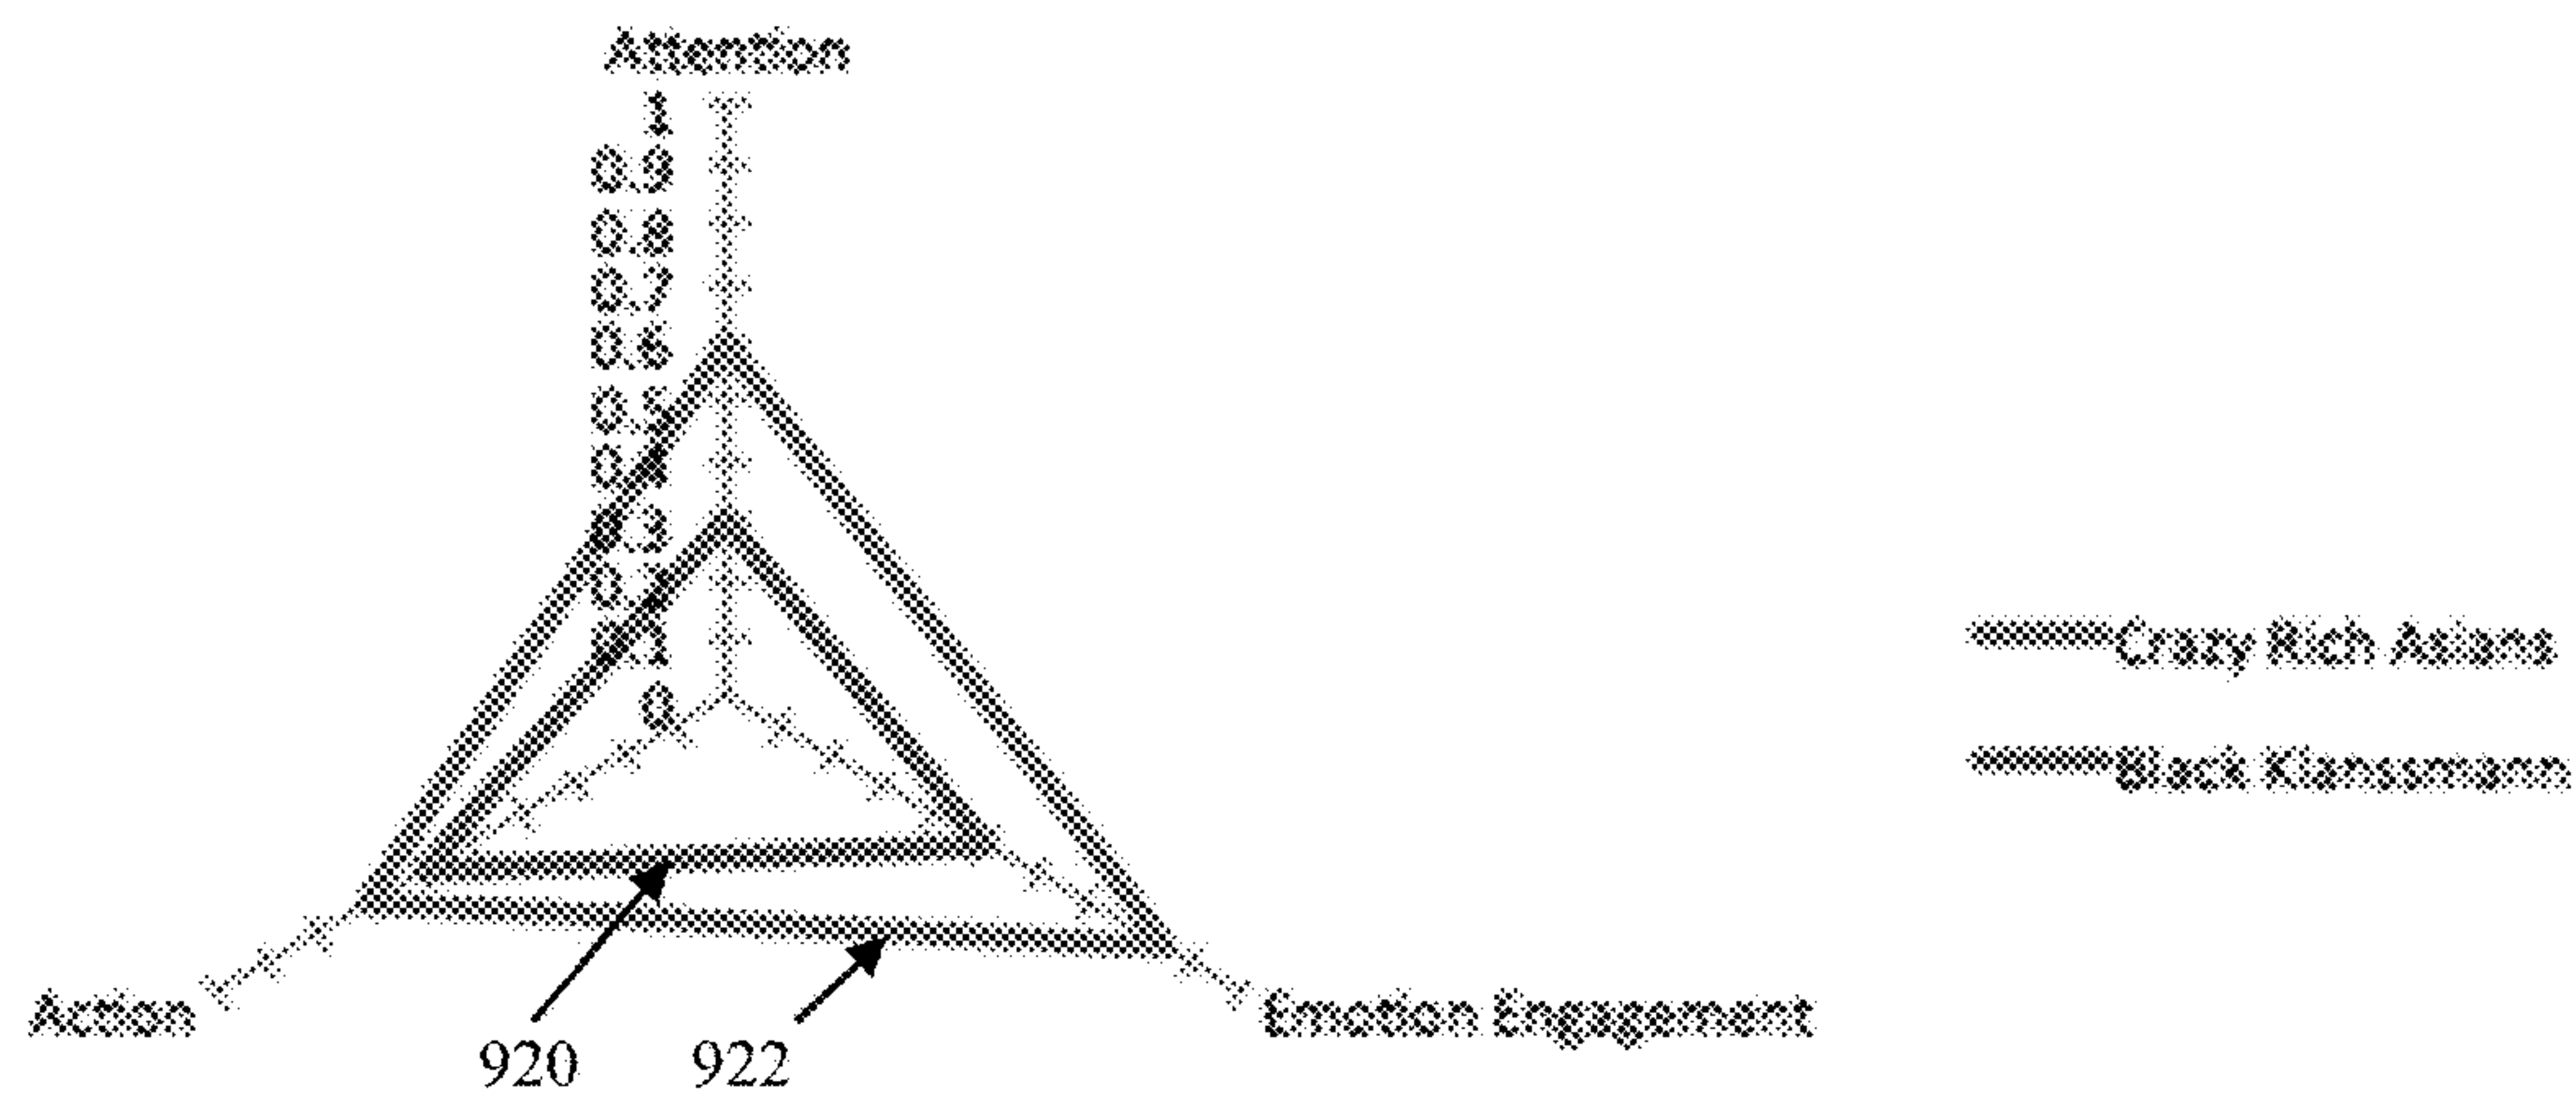 Attention
1
0.9
0.8
0.7
0.6
0.5
0.4
0.3
0.2
0.1
0
Crazy Rich Asians
Black Klanssmann
Action
Emotion Engagement
920
922